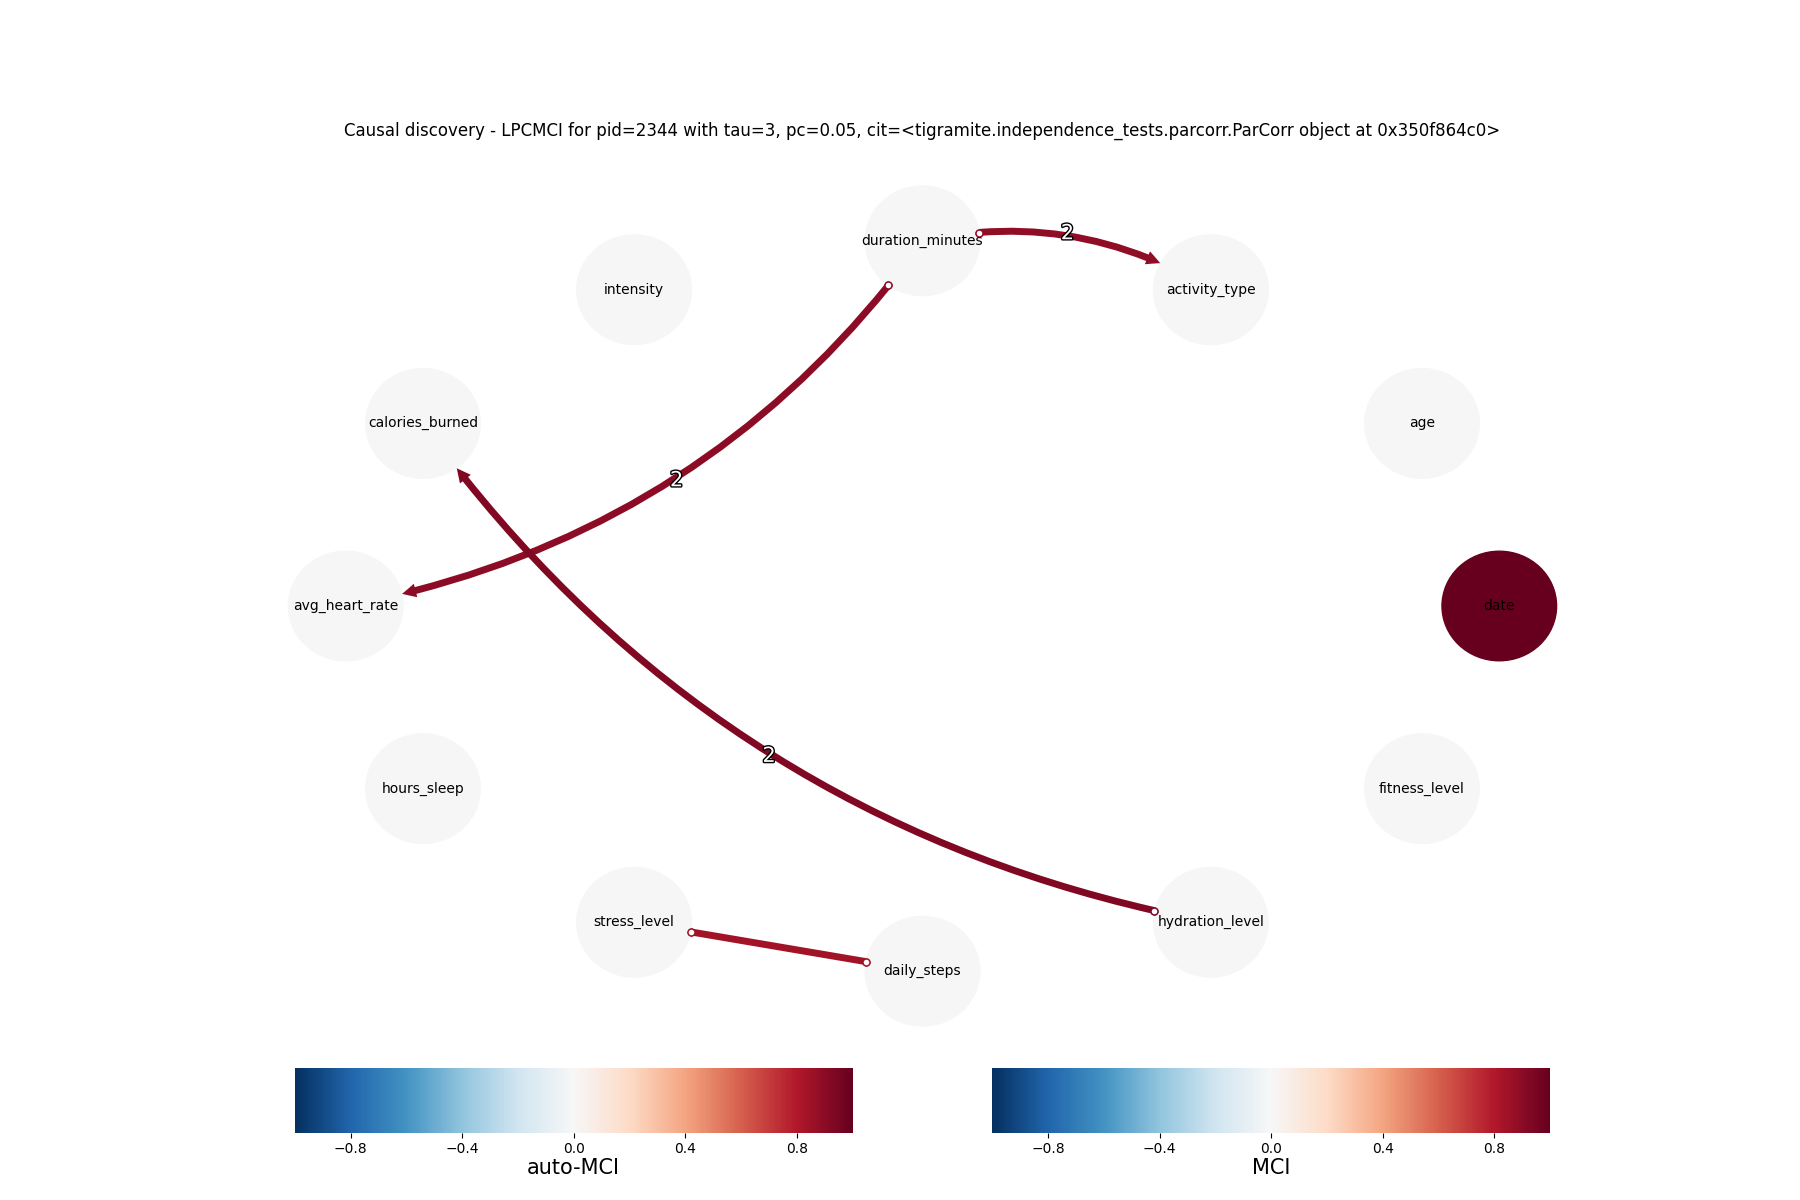 Causal discovery - LPCMCI for pid=2344 with tau=3, pc=0.05, cit=<tigramite.independence_tests.parcorr.ParCorr object at 0x350f864c0>
duration_minutes
2
intensity
activity_type
calories_burned
age
2
avg_heart_rate
date
2
hours_sleep
fitness_level
stress_level
hydration_level
daily_steps
−0.8 −0.4 0.0 0.4 0.8
auto-MCI
−0.8 −0.4 0.0 0.4 0.8
MCI